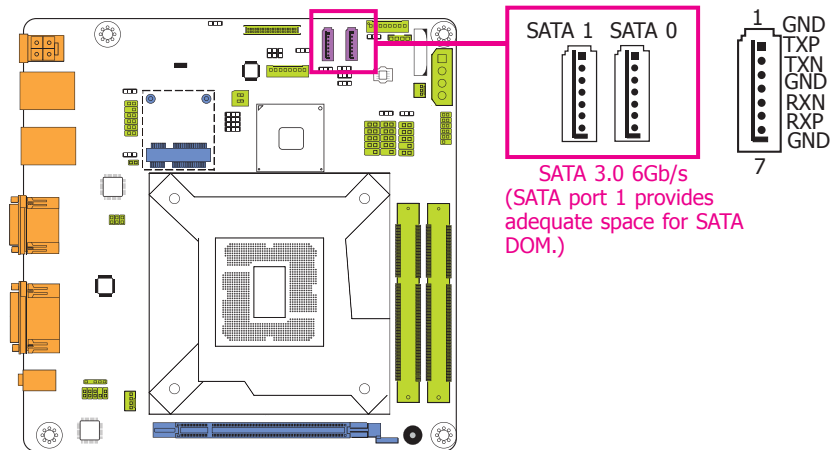 SATA 1 SATA 0
SATA 3.0 6Gb/s
(SATA port 1 provides
adequate space for SATA
DOM.)
1
GND
TXP
TXN
GND
RXN
RXP
GND
7